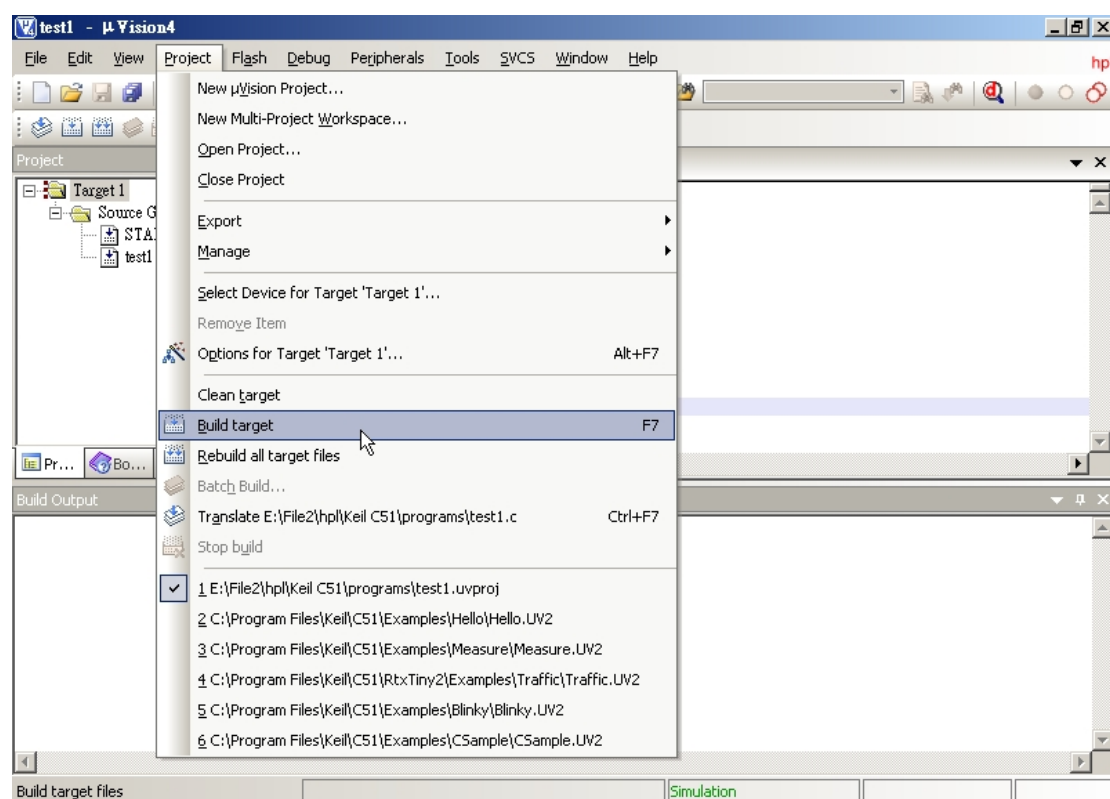 test1 - µVision4
File Edit View Project Flash Debug Peripherals Tools SVCS Window Help
hp
Project
Target 1
Source G
STA
test1
New µVision Project...
New Multi-Project Workspace...
Open Project...
Close Project
Export
Manage
Select Device for Target 'Target 1'...
Remove Item
Options for Target 'Target 1'... Alt+F7
Clean target
Build target F7
Rebuild all target files
Batch Build...
Translate E:\File2\hpl\Keil C51\programs\test1.c Ctrl+F7
Stop build
1 E:\File2\hpl\Keil C51\programs\test1.uvproj
2 C:\Program Files\Keil\C51\Examples\Hello\Hello.UV2
3 C:\Program Files\Keil\C51\Examples\Measure\Measure.UV2
4 C:\Program Files\Keil\C51\RtxTiny2\Examples\Traffic\Traffic.UV2
5 C:\Program Files\Keil\C51\Examples\Blinky\Blinky.UV2
6 C:\Program Files\Keil\C51\Examples\CSample\CSample.UV2
Pr... Bo...
Build Output
Build target files Simulation